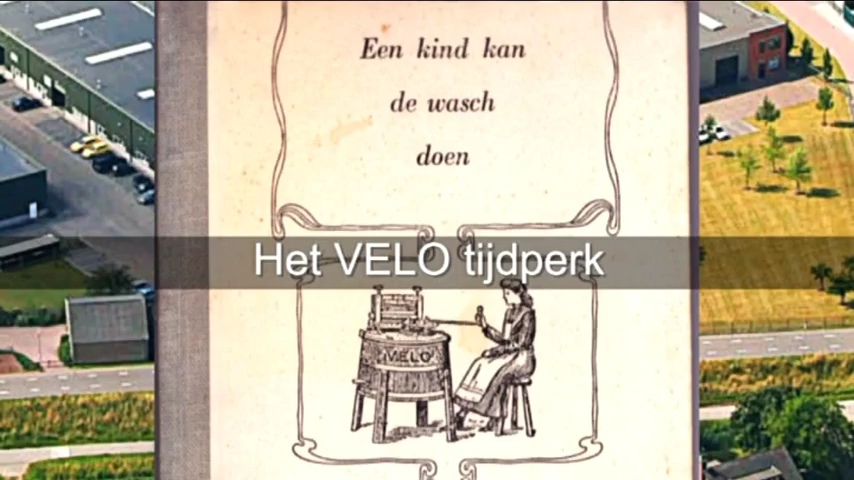 Een kind kan
de wasch
doen
Het VELO tijdperk
VELO